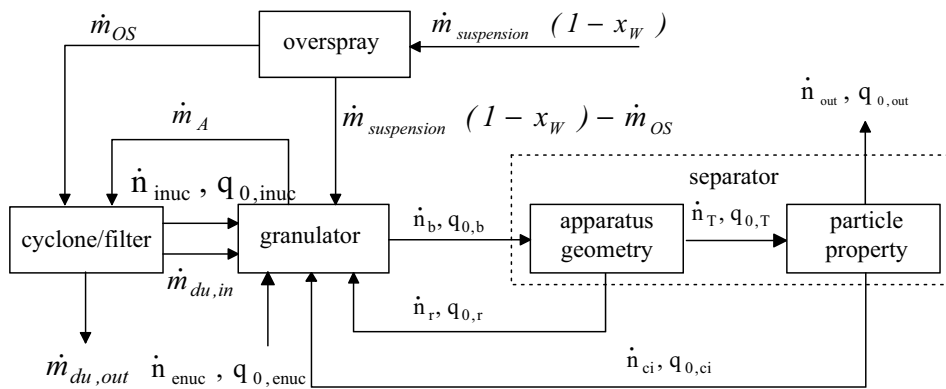 ṁ_OS
overspray
ṁ_suspension (1 − x_W)
ṁ_A
ṁ_suspension (1 − x_W) − ṁ_OS
ṅ_out, q_0,out
separator
ṅ_inuc, q_0,inuc
cyclone/filter
granulator
ṅ_b, q_0,b
apparatus
geometry
ṅ_T, q_0,T
particle
property
ṁ_du,in
ṅ_r, q_0,r
ṁ_du,out
ṅ_enuc, q_0,enuc
ṅ_ci, q_0,ci